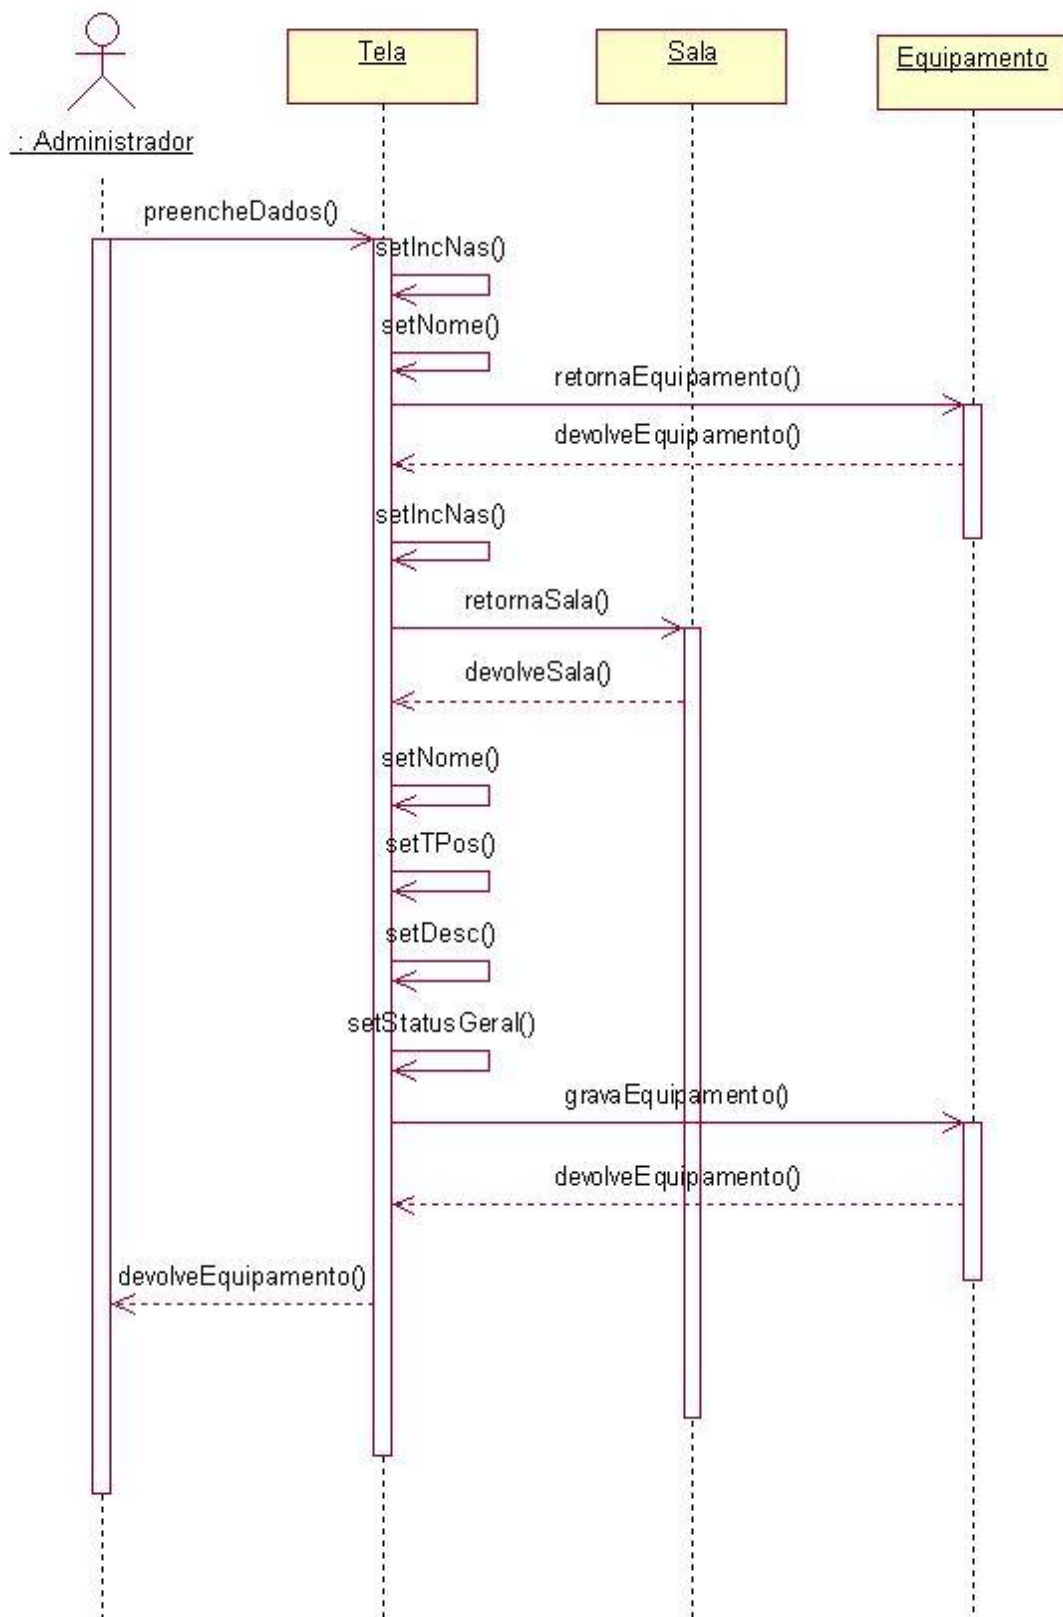 Tela
Sala
Equipamento
: Administrador
preencheDados()
setIncNas()
setNome()
retornaEquipamento()
devolveEquipamento()
setIncNas()
retornaSala()
devolveSala()
setNome()
setTPos()
setDesc()
setStatusGeral()
gravaEquipamento()
devolveEquipamento()
devolveEquipamento()